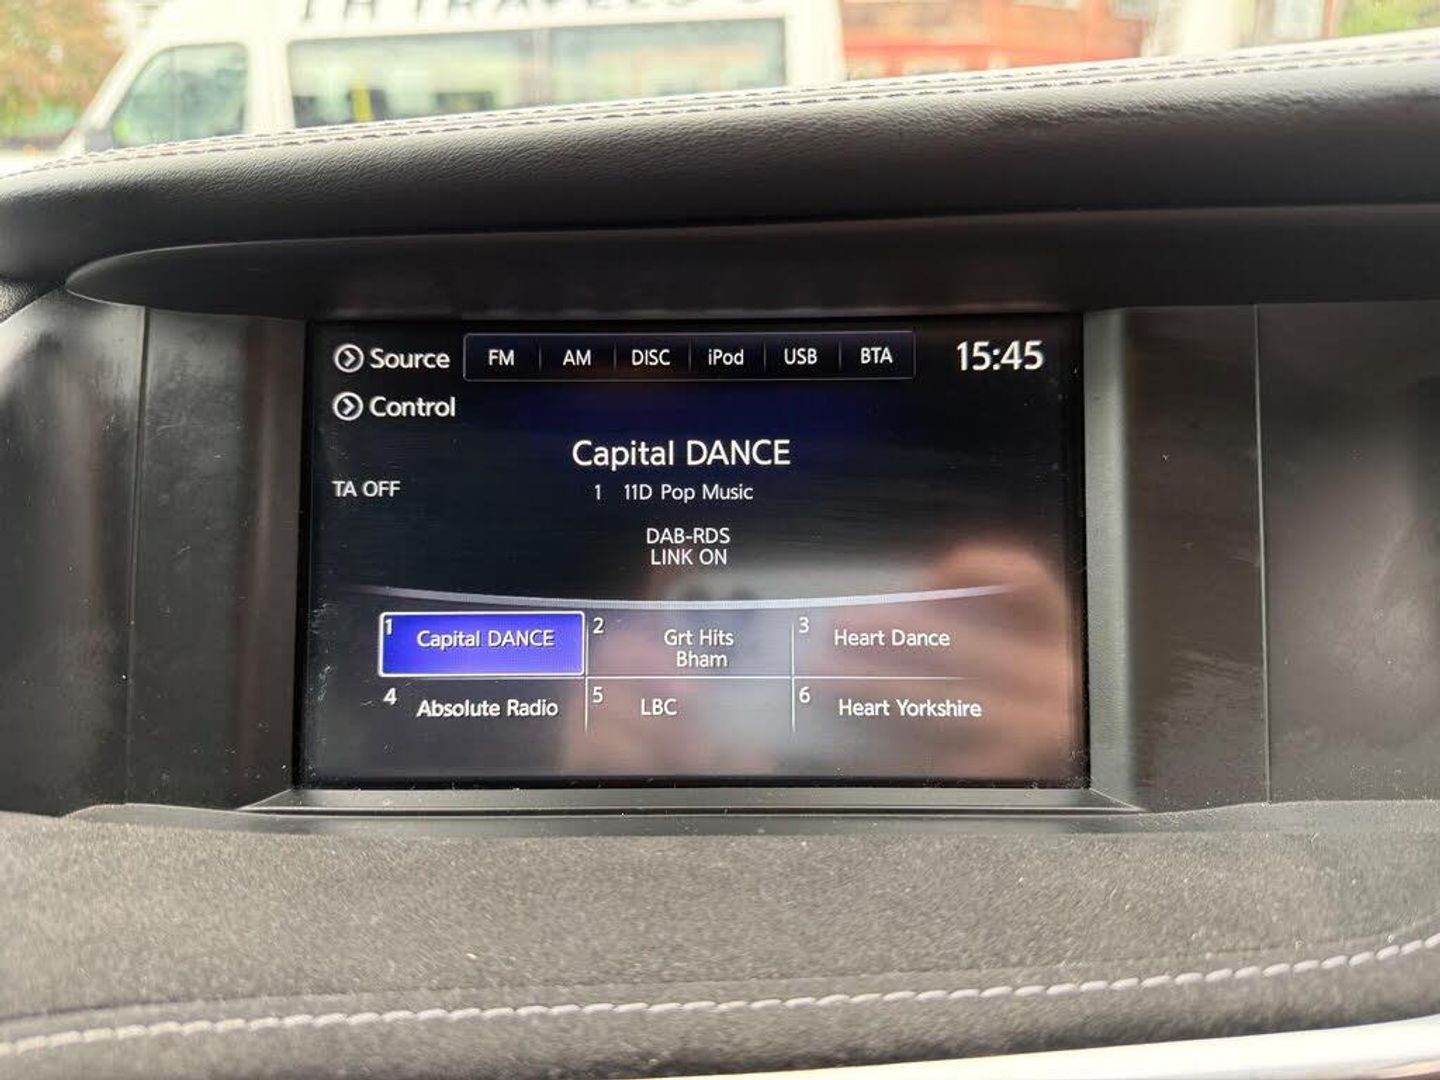 TRAVELS
Source FM AM DISC iPod USB BTA 15:45
Control
Capital DANCE
TA OFF 1 11D Pop Music
DAB-RDS
LINK ON
1 Capital DANCE 2 Grt Hits 3 Heart Dance
Bham
4 Absolute Radio 5 LBC 6 Heart Yorkshire